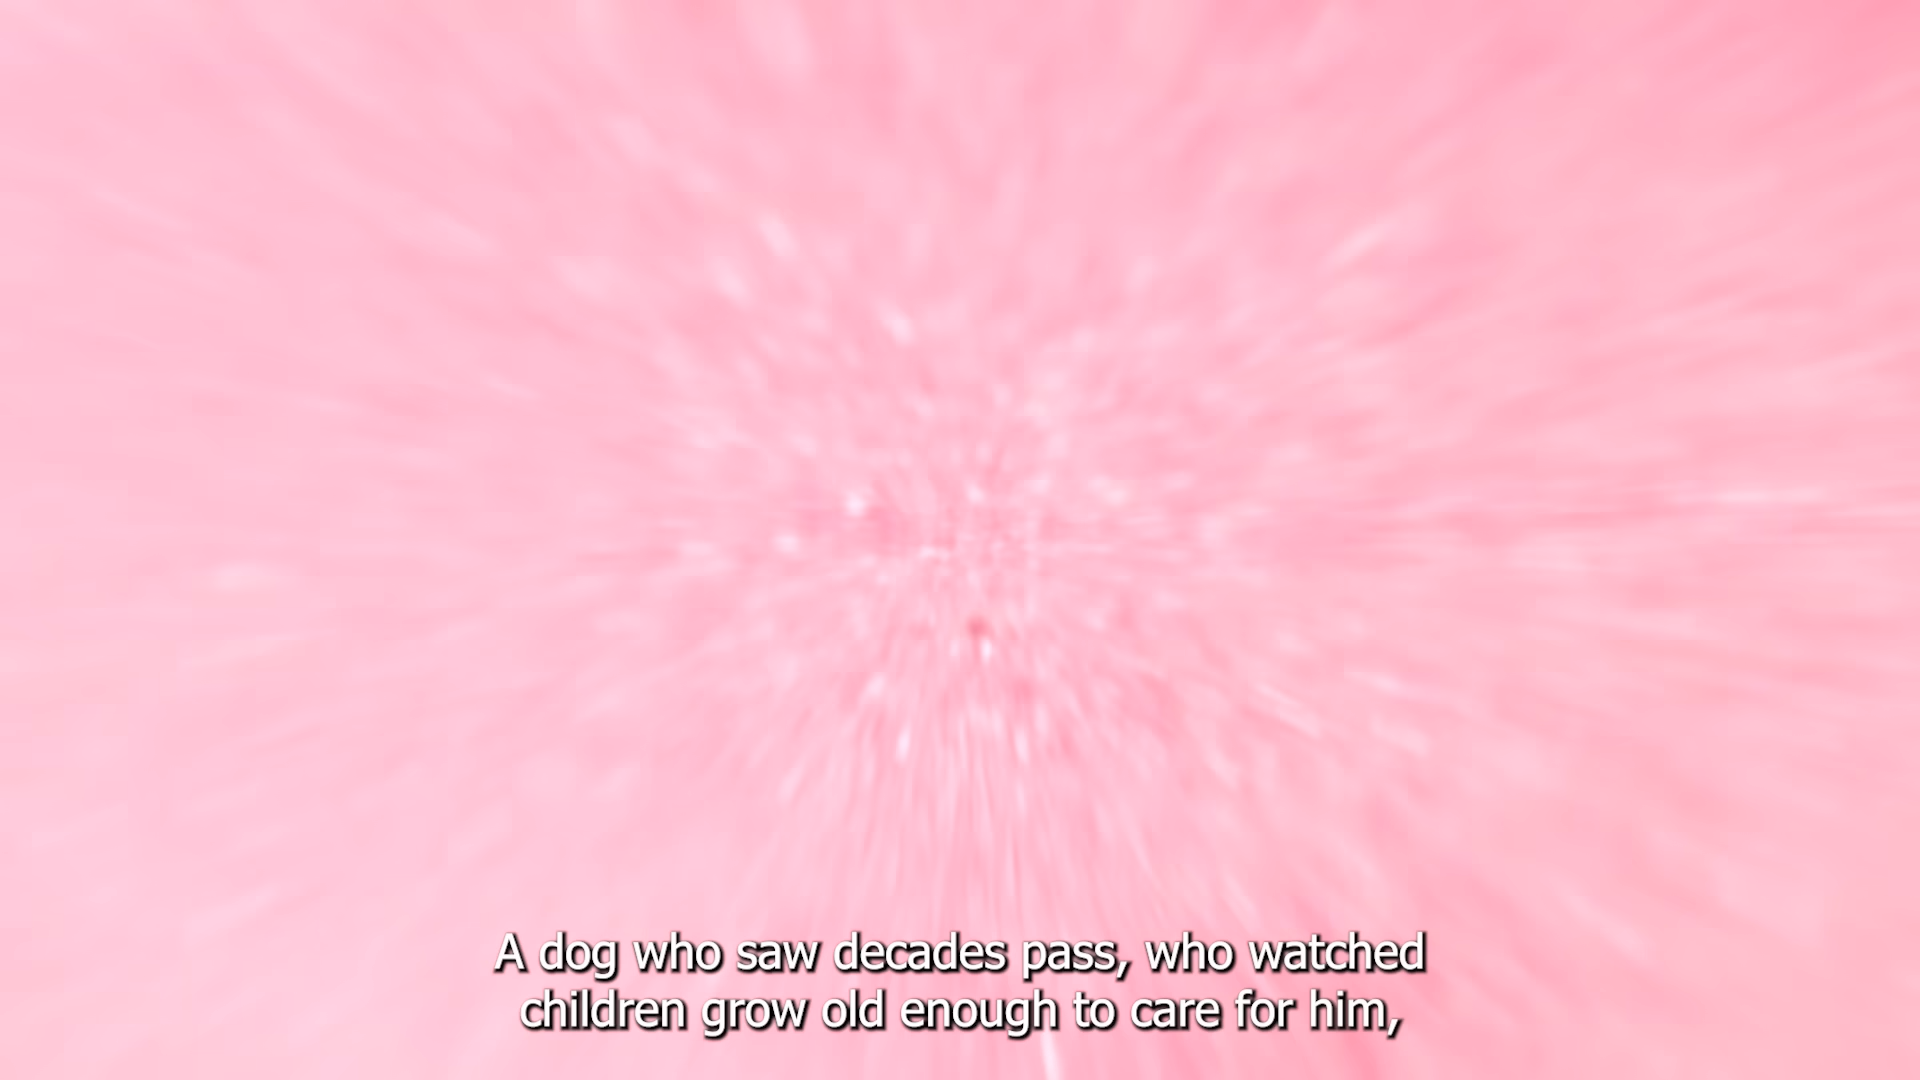 A dog who saw decades pass, who watched
children grow old enough to care for him,